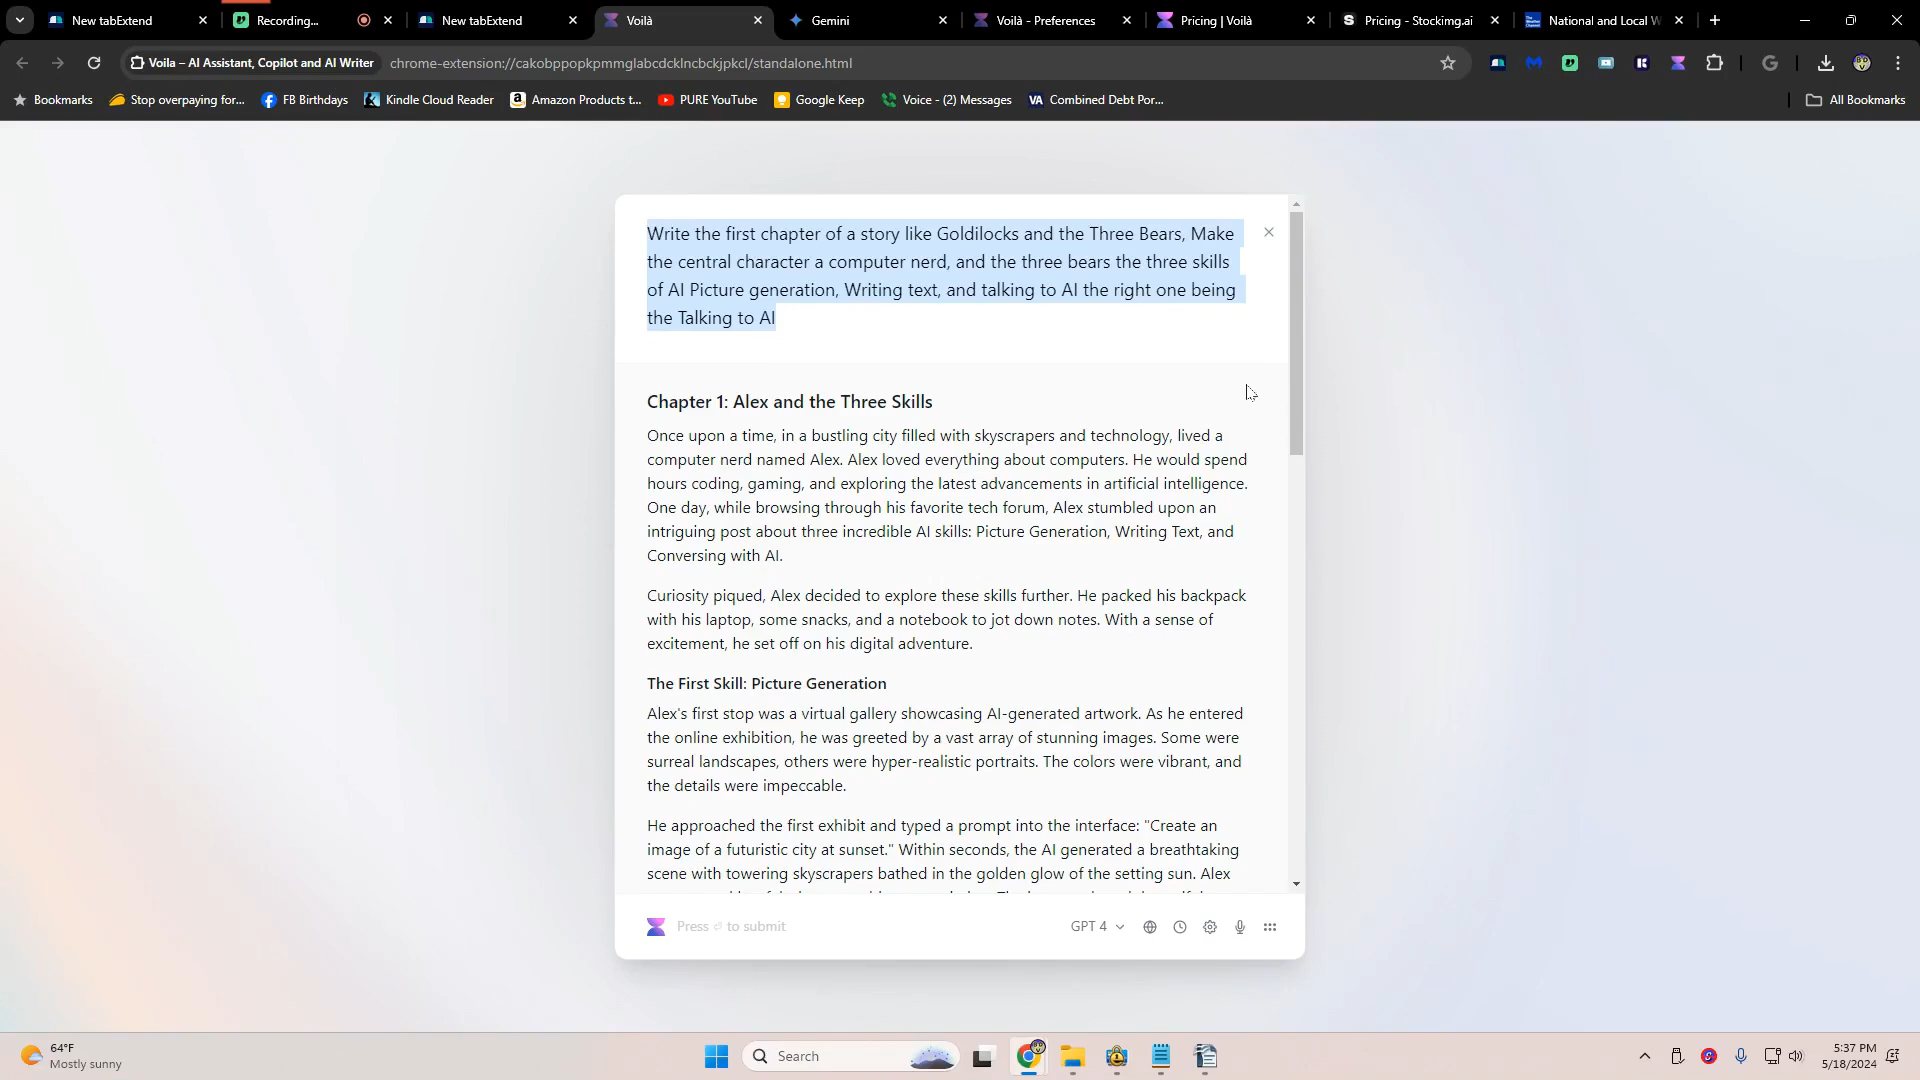 New tabExtend
Recording...
New tabExtend
Voilà
Gemini
Voilà - Preferences
Pricing | Voilà
Pricing - Stockimg.ai
National and Local W
Voila – AI Assistant, Copilot and AI Writer
chrome-extension://cakobppopkpmmglabcdcklncbckjpkcl/standalone.html
Bookmarks
Stop overpaying for...
FB Birthdays
Kindle Cloud Reader
Amazon Products t...
PURE YouTube
Google Keep
Voice - (2) Messages
VA Combined Debt Por...
All Bookmarks
Write the first chapter of a story like Goldilocks and the Three Bears, Make
the central character a computer nerd, and the three bears the three skills
of AI Picture generation, Writing text, and talking to AI the right one being
the Talking to AI
Chapter 1: Alex and the Three Skills
Once upon a time, in a bustling city filled with skyscrapers and technology, lived a
computer nerd named Alex. Alex loved everything about computers. He would spend
hours coding, gaming, and exploring the latest advancements in artificial intelligence.
One day, while browsing through his favorite tech forum, Alex stumbled upon an
intriguing post about three incredible AI skills: Picture Generation, Writing Text, and
Conversing with AI.
Curiosity piqued, Alex decided to explore these skills further. He packed his backpack
with his laptop, some snacks, and a notebook to jot down notes. With a sense of
excitement, he set off on his digital adventure.
The First Skill: Picture Generation
Alex's first stop was a virtual gallery showcasing AI-generated artwork. As he entered
the online exhibition, he was greeted by a vast array of stunning images. Some were
surreal landscapes, others were hyper-realistic portraits. The colors were vibrant, and
the details were impeccable.
He approached the first exhibit and typed a prompt into the interface: "Create an
image of a futuristic city at sunset." Within seconds, the AI generated a breathtaking
scene with towering skyscrapers bathed in the golden glow of the setting sun. Alex
Press ⏎ to submit
GPT 4
64°F
Mostly sunny
Search
5:37 PM
5/18/2024